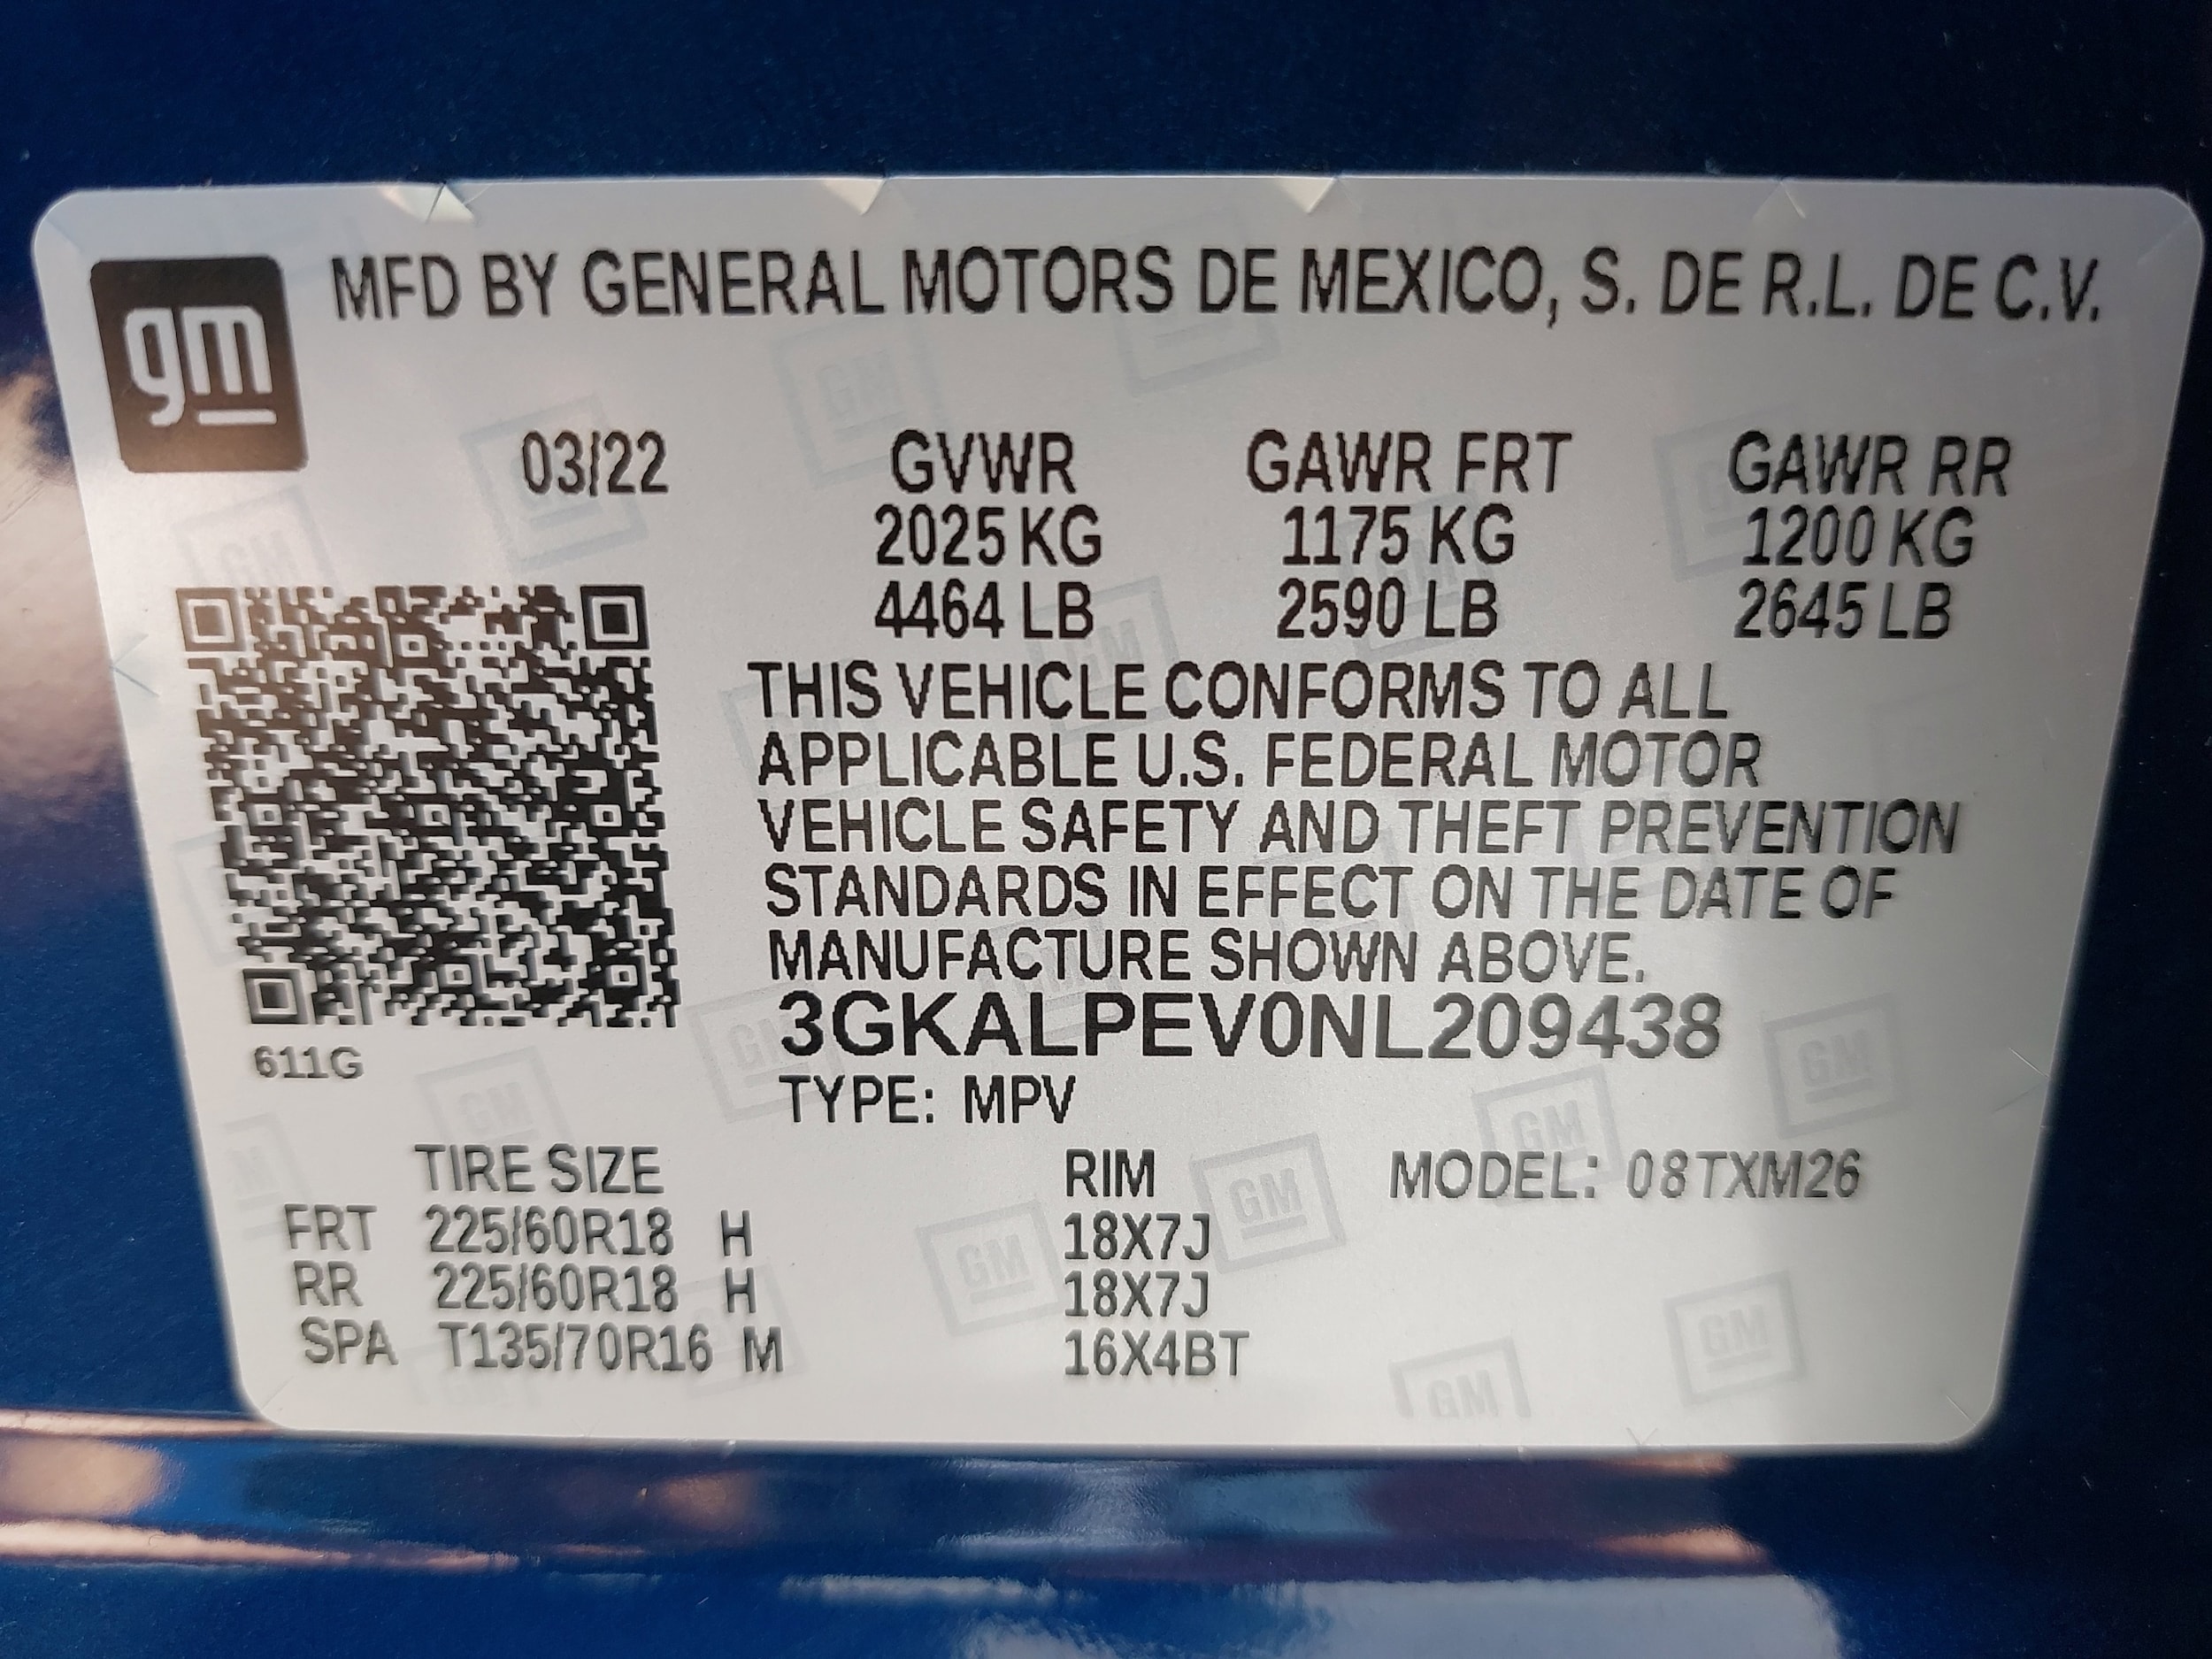 gm
MFD BY GENERAL MOTORS DE MEXICO, S. DE R.L. DE C.V.
03/22 GVWR GAWR FRT GAWR RR
2025 KG 1175 KG 1200 KG
4464 LB 2590 LB 2645 LB
THIS VEHICLE CONFORMS TO ALL
APPLICABLE U.S. FEDERAL MOTOR
VEHICLE SAFETY AND THEFT PREVENTION
STANDARDS IN EFFECT ON THE DATE OF
MANUFACTURE SHOWN ABOVE.
3GKALPEV0NL209438
611G
TYPE: MPV
TIRE SIZE RIM MODEL: 08TXM26
FRT 225/60R18 H 18X7J
RR 225/60R18 H 18X7J
SPA T135/70R16 M 16X4BT